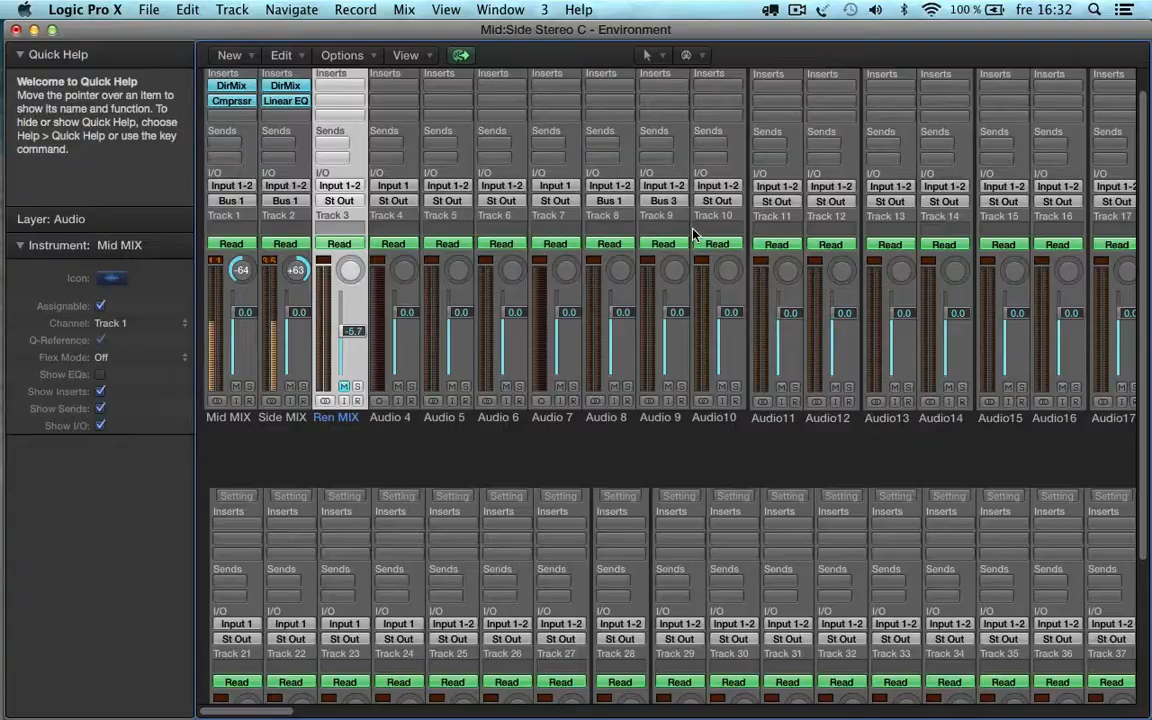 Logic Pro X File Edit Track Navigate Record Mix View Window 3 Help 100 % fre 16:32
Mid:Side Stereo C - Environment
Quick Help
New Edit Options View
Welcome to Quick Help
Move the pointer over an item to
show its name and function. To
hide or show Quick Help, choose
Help > Quick Help or use the key
command.
Layer: Audio
Instrument: Mid MIX
Icon:
Assignable:
Channel: Track 1
Q-Reference:
Flex Mode: Off
Show EQs:
Show Inserts:
Show Sends:
Show I/O:
Inserts Inserts Inserts Inserts Inserts Inserts Inserts Inserts Inserts Inserts Inserts Inserts Inserts Inserts Inserts Inserts Inserts
DirMix DirMix
Cmprssr Linear EQ
Sends Sends Sends Sends Sends Sends Sends Sends Sends Sends Sends Sends Sends Sends Sends Sends Sends
I/O I/O I/O I/O I/O I/O I/O I/O I/O I/O I/O I/O I/O I/O I/O I/O I/O
Input 1-2 Input 1-2 Input 1-2 Input 1 Input 1-2 Input 1-2 Input 1 Input 1-2 Input 1-2 Input 1-2 Input 1-2 Input 1-2 Input 1-2 Input 1-2 Input 1-2 Input 1-2 Input 1
Bus 1 Bus 1 St Out St Out St Out St Out St Out Bus 1 Bus 3 St Out St Out St Out St Out St Out St Out St Out St Out
Track 1 Track 2 Track 3 Track 4 Track 5 Track 6 Track 7 Track 8 Track 9 Track 10 Track 11 Track 12 Track 13 Track 14 Track 15 Track 16 Track 17
Read Read Read Read Read Read Read Read Read Read Read Read Read Read Read Read Read
1.1 -64 3.5 +63
0.0 0.0 -5.7 0.0 0.0 0.0 0.0 0.0 0.0 0.0 0.0 0.0 0.0 0.0 0.0 0.0 0.0
M S M S M S M S M S M S M S M S M S M S M S M S M S M S M S M S M
I R I R I R I R I R I R I R I R I R I R I R I R I R I R I R I R I R
Mid MIX Side MIX Ren MIX Audio 4 Audio 5 Audio 6 Audio 7 Audio 8 Audio 9 Audio10 Audio11 Audio12 Audio13 Audio14 Audio15 Audio16 Audio17
Setting Setting Setting Setting Setting Setting Setting Setting Setting Setting Setting Setting Setting Setting Setting Setting Setting
Inserts Inserts Inserts Inserts Inserts Inserts Inserts Inserts Inserts Inserts Inserts Inserts Inserts Inserts Inserts Inserts Inserts
Sends Sends Sends Sends Sends Sends Sends Sends Sends Sends Sends Sends Sends Sends Sends Sends Sends
I/O I/O I/O I/O I/O I/O I/O I/O I/O I/O I/O I/O I/O I/O I/O I/O I/O
Input 1 Input 1 Input 1 Input 1 Input 1-2 Input 1-2 Input 1-2 Input 1-2 Input 1-2 Input 1-2 Input 1-2 Input 1-2 Input 1-2 Input 1-2 Input 1-2 Input 1-2 Input 1-2
St Out St Out St Out St Out St Out St Out St Out St Out St Out St Out St Out St Out St Out St Out St Out St Out St Out
Track 21 Track 22 Track 23 Track 24 Track 25 Track 26 Track 27 Track 28 Track 29 Track 30 Track 31 Track 32 Track 33 Track 34 Track 35 Track 36 Track 37
Read Read Read Read Read Read Read Read Read Read Read Read Read Read Read Read Read